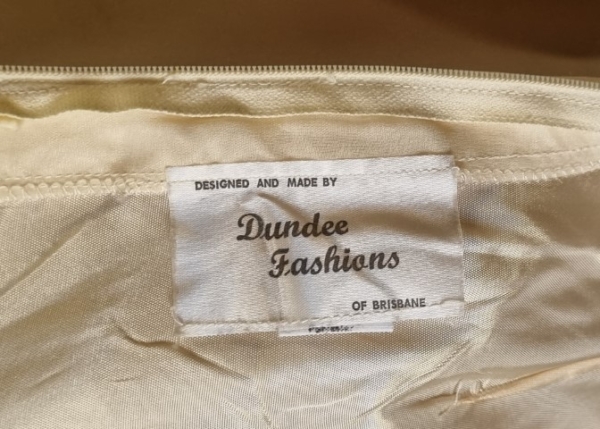 DESIGNED AND MADE BY
Dundee
Fashions
OF BRISBANE